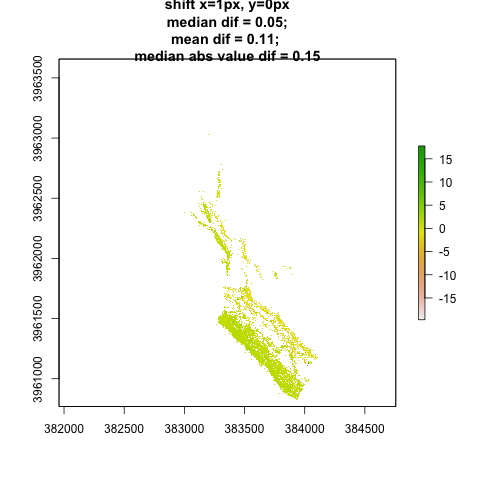 shift x=1px, y=0px
median dif = 0.05;
mean dif = 0.11;
median abs value dif = 0.15
3963500
3963000
3962500
3962000
3961500
3961000
15
10
5
0
-5
-10
-15
382000 382500 383000 383500 384000 384500